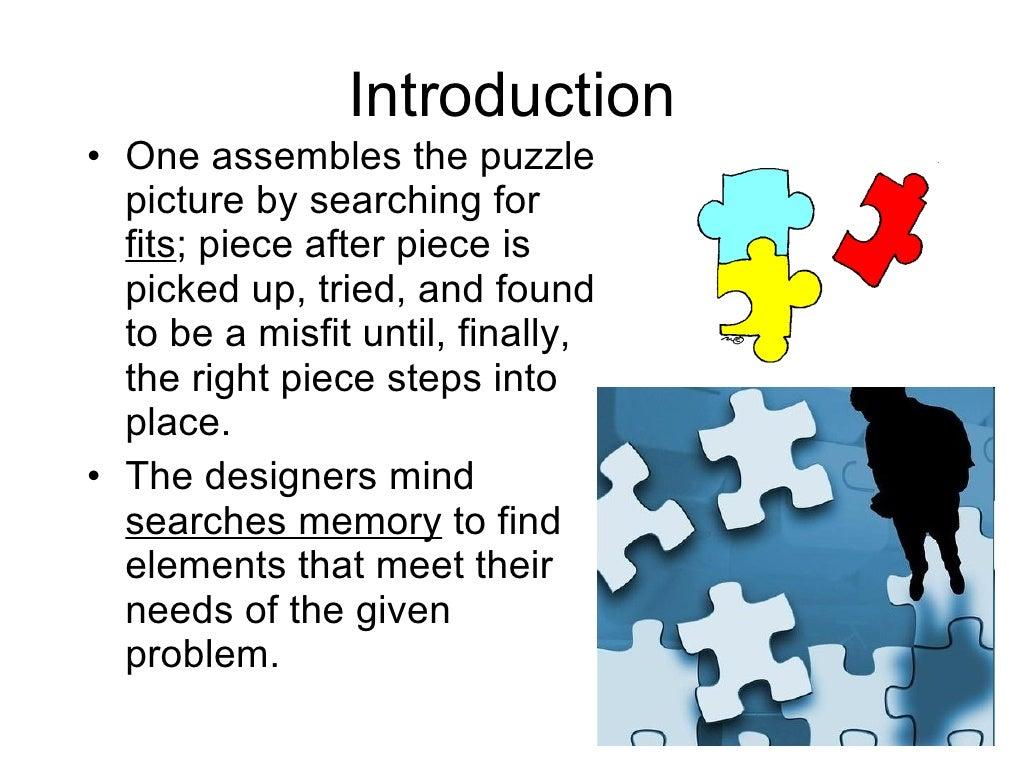 Introduction
• One assembles the puzzle
picture by searching for
fits; piece after piece is
picked up, tried, and found
to be a misfit until, finally,
the right piece steps into
place.
• The designers mind
searches memory to find
elements that meet their
needs of the given
problem.